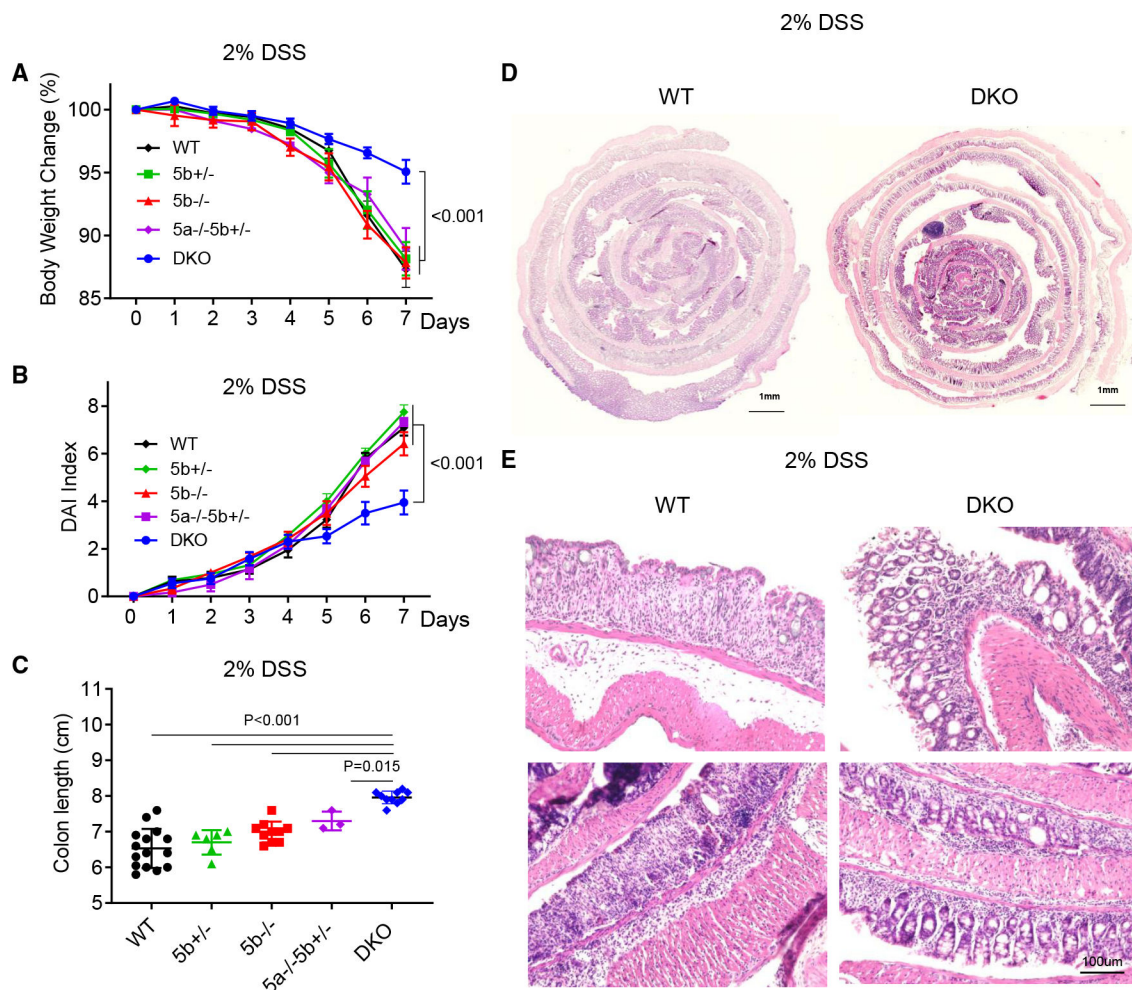 2% DSS
A
2% DSS
Body Weight Change (%)
100
95
90
85
WT
5b+/-
5b-/-
5a-/-5b+/-
DKO
<0.001
0 1 2 3 4 5 6 7 Days
B
2% DSS
DAI Index
8
6
4
2
0
WT
5b+/-
5b-/-
5a-/-5b+/-
DKO
<0.001
0 1 2 3 4 5 6 7 Days
C
2% DSS
Colon length (cm)
11
10
9
8
7
6
5
P<0.001
P=0.015
WT 5b+/- 5b-/- 5a-/-5b+/- DKO
D
WT DKO
1mm 1mm
E
2% DSS
WT DKO
100um